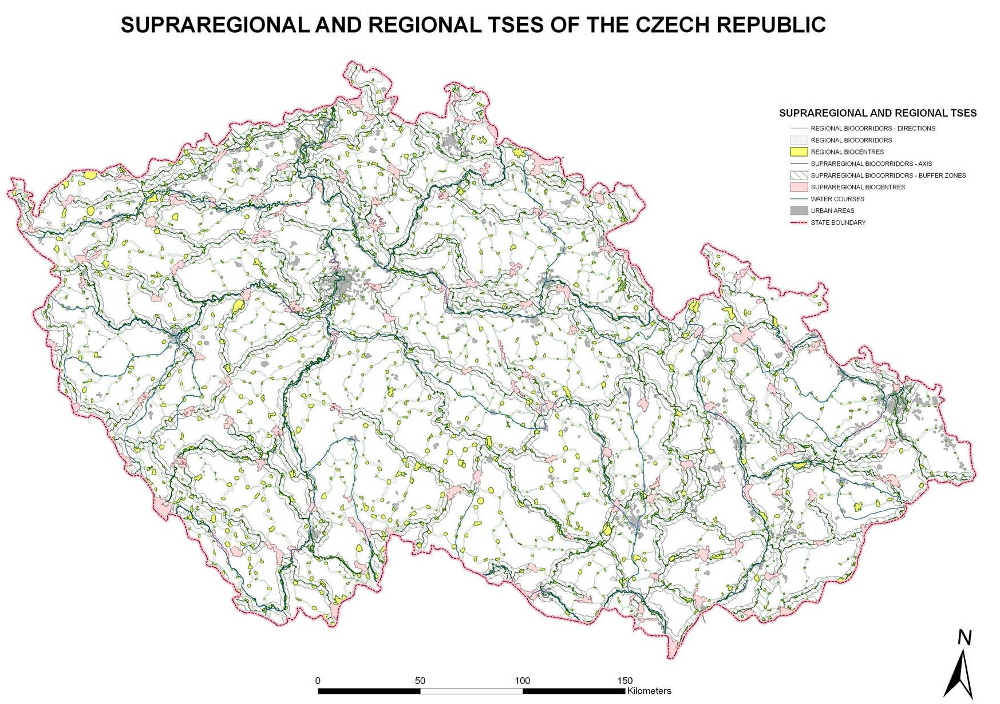 SUPRAREGIONAL AND REGIONAL TSES OF THE CZECH REPUBLIC
SUPRAREGIONAL AND REGIONAL TSES
REGIONAL BIOCORRIDORS - DIRECTIONS
REGIONAL BIOCORRIDORS
REGIONAL BIOCENTRES
SUPRAREGIONAL BIOCORRIDORS - AXIS
SUPRAREGIONAL BIOCORRIDORS - BUFFER ZONES
SUPRAREGIONAL BIOCENTRES
WATER COURSES
URBAN AREAS
STATE BOUNDARY
N
0 50 100 150
Kilometers